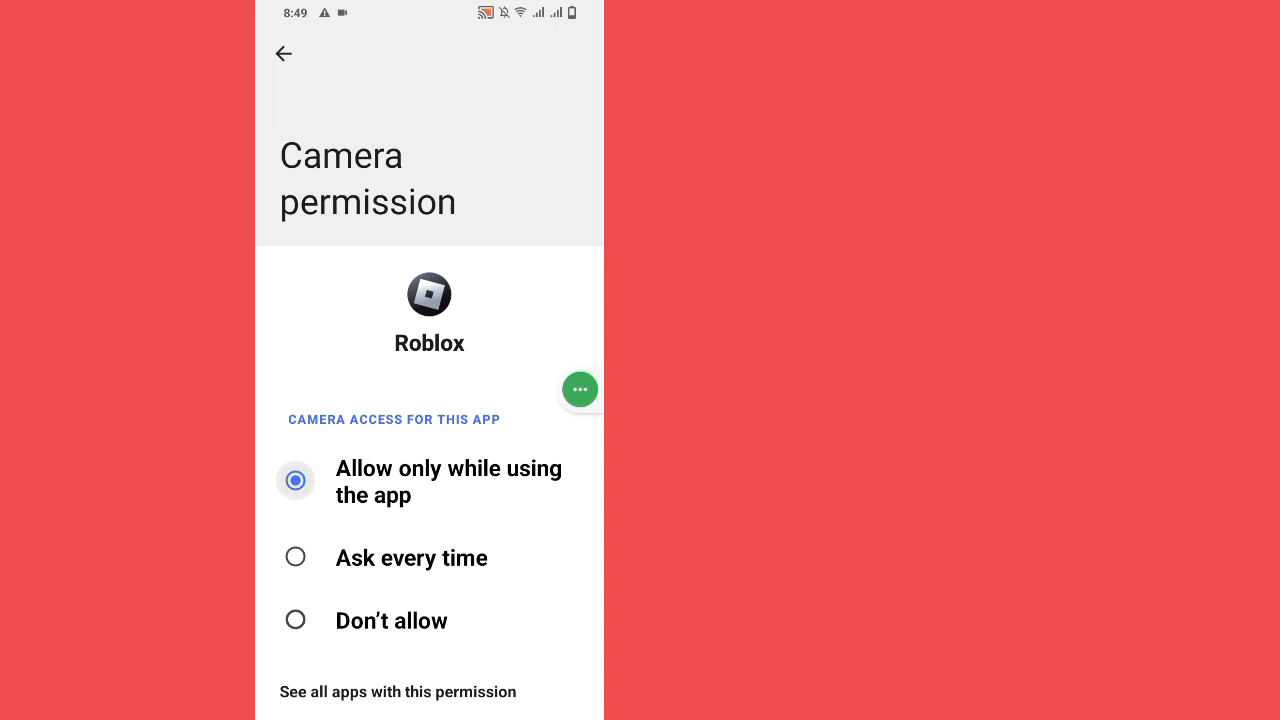 8:49
Camera
permission
Roblox
CAMERA ACCESS FOR THIS APP
Allow only while using
the app
Ask every time
Don’t allow
See all apps with this permission